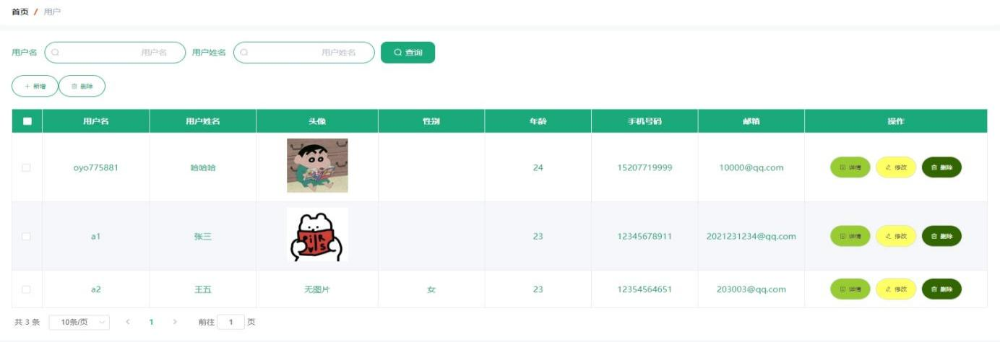 首页 / 用户
用户名 用户名 用户姓名 用户姓名 查询
+ 新增 删除
用户名 用户姓名 头像 性别 年龄 手机号码 邮箱 操作
oyo775881 哈哈哈 24 15207719999 10000@qq.com 详情 修改 删除
a1 张三 23 12345678911 2021231234@qq.com 详情 修改 删除
a2 王五 无图片 女 23 12354564651 203003@qq.com 详情 修改 删除
共 3 条 10条/页 < 1 > 前往 1 页